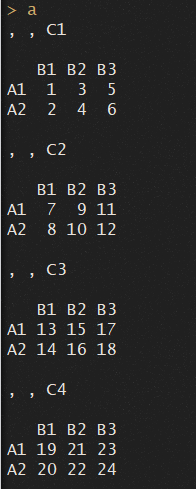 > a
, , C1
   B1 B2 B3
A1  1  3  5
A2  2  4  6
, , C2
   B1 B2 B3
A1  7  9 11
A2  8 10 12
, , C3
   B1 B2 B3
A1 13 15 17
A2 14 16 18
, , C4
   B1 B2 B3
A1 19 21 23
A2 20 22 24